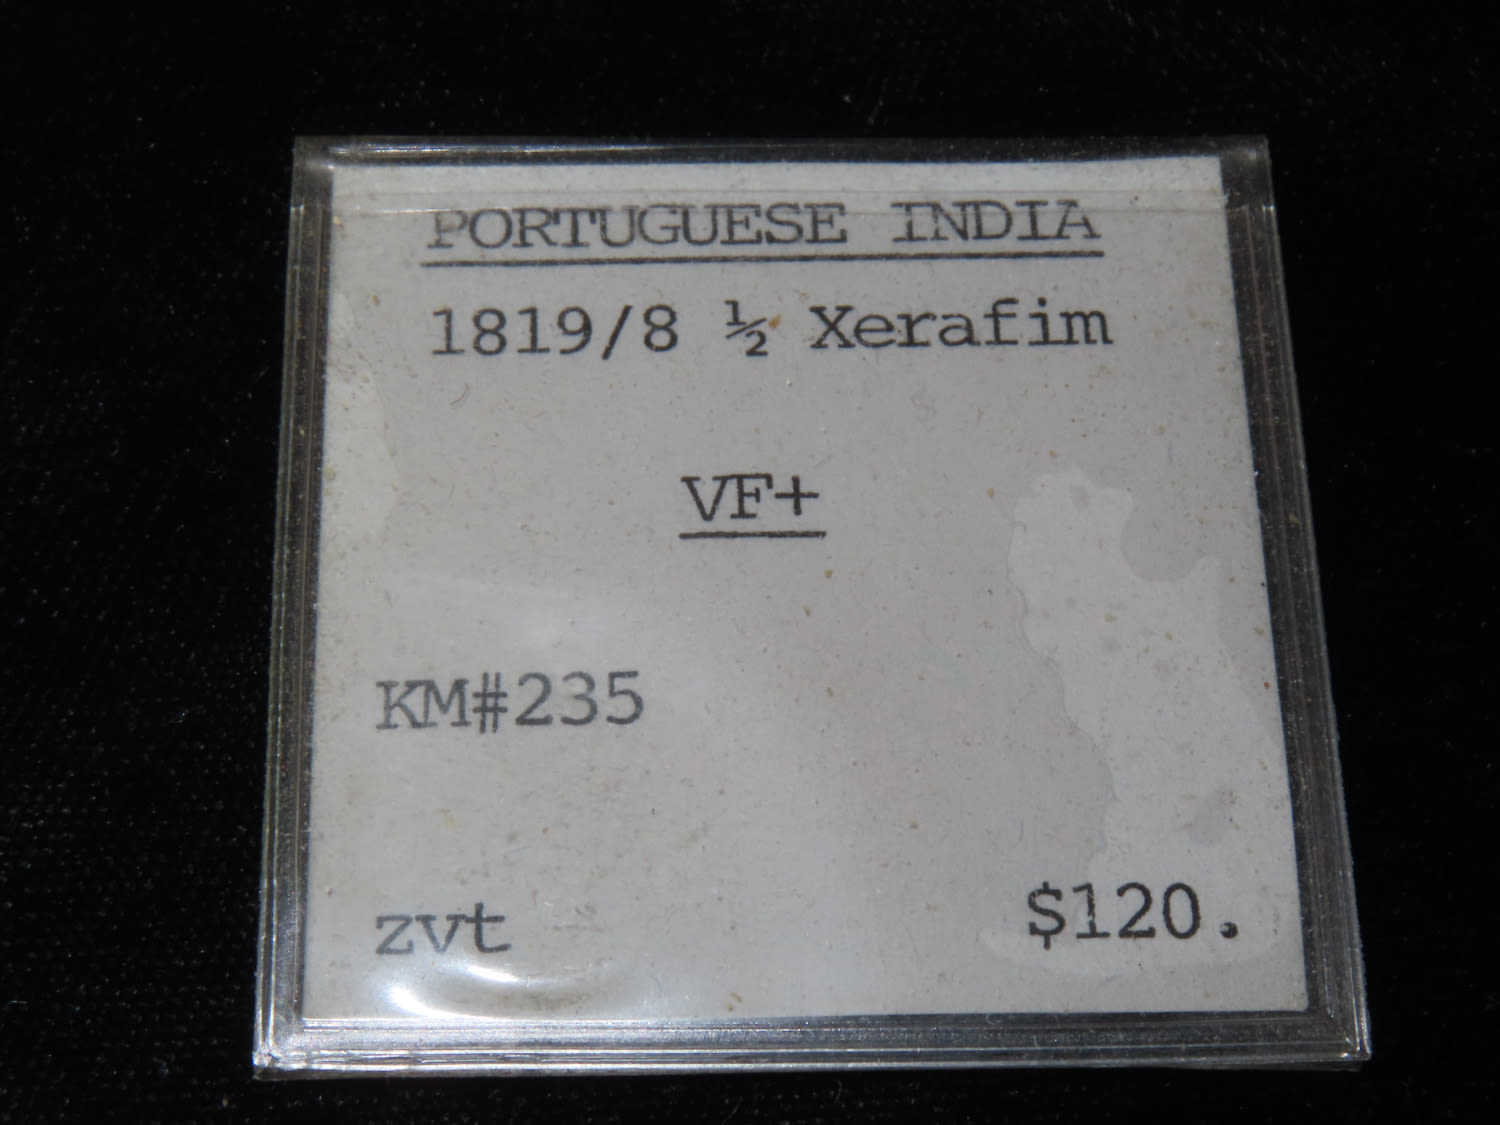 PORTUGUESE INDIA
1819/8 ½ Xerafim
VF+
KM#235
zvt
$120.